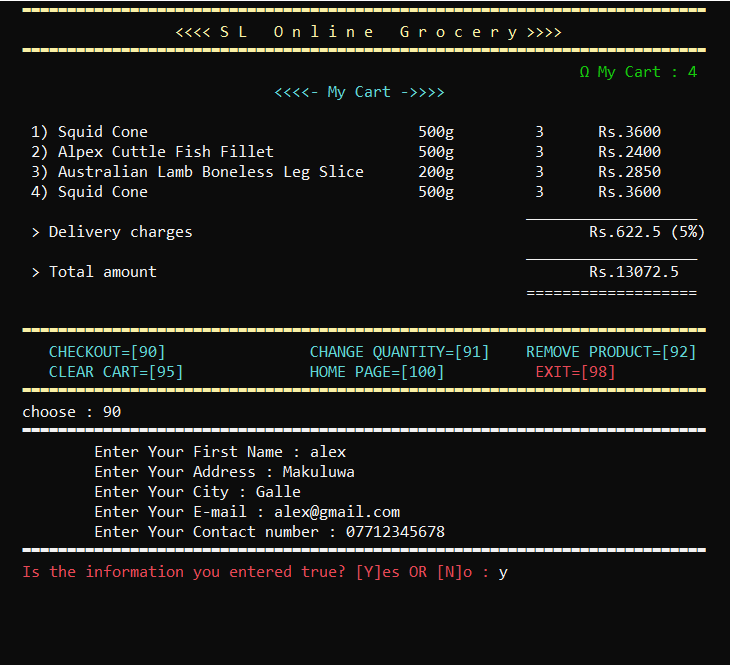 <<<< S L   O n l i n e   G r o c e r y >>>>
Ω My Cart : 4
<<<<- My Cart ->>>>
1) Squid Cone 500g 3 Rs.3600
2) Alpex Cuttle Fish Fillet 500g 3 Rs.2400
3) Australian Lamb Boneless Leg Slice 200g 3 Rs.2850
4) Squid Cone 500g 3 Rs.3600
> Delivery charges Rs.622.5 (5%)
> Total amount Rs.13072.5
===================
CHECKOUT=[90] CHANGE QUANTITY=[91] REMOVE PRODUCT=[92]
CLEAR CART=[95] HOME PAGE=[100] EXIT=[98]
choose : 90
Enter Your First Name : alex
Enter Your Address : Makuluwa
Enter Your City : Galle
Enter Your E-mail : alex@gmail.com
Enter Your Contact number : 07712345678
Is the information you entered true? [Y]es OR [N]o : y